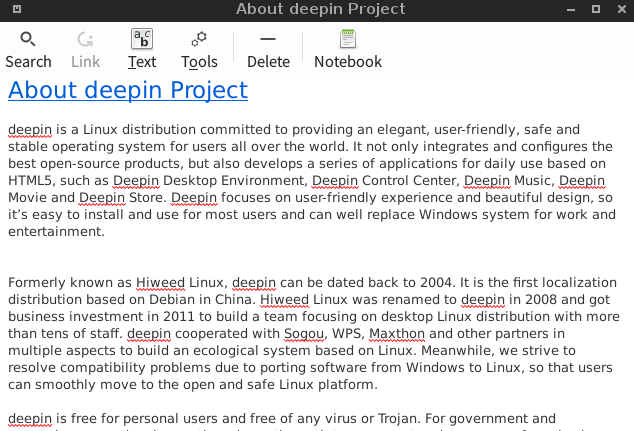 About deepin Project
Search
Link
Text
Tools
Delete
Notebook
About deepin Project
deepin is a Linux distribution committed to providing an elegant, user-friendly, safe and
stable operating system for users all over the world. It not only integrates and configures the
best open-source products, but also develops a series of applications for daily use based on
HTML5, such as Deepin Desktop Environment, Deepin Control Center, Deepin Music, Deepin
Movie and Deepin Store. Deepin focuses on user-friendly experience and beautiful design, so
it’s easy to install and use for most users and can well replace Windows system for work and
entertainment.
Formerly known as Hiweed Linux, deepin can be dated back to 2004. It is the first localization
distribution based on Debian in China. Hiweed Linux was renamed to deepin in 2008 and got
business investment in 2011 to build a team focusing on desktop Linux distribution with more
than tens of staff. deepin cooperated with Sogou, WPS, Maxthon and other partners in
multiple aspects to build an ecological system based on Linux. Meanwhile, we strive to
resolve compatibility problems due to porting software from Windows to Linux, so that users
can smoothly move to the open and safe Linux platform.
deepin is free for personal users and free of any virus or Trojan. For government and